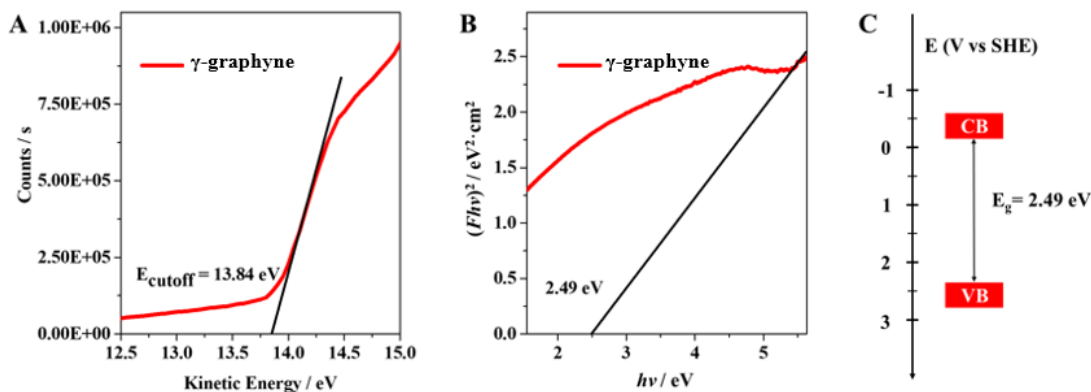 A
γ-graphyne
1.00E+06
7.50E+05
5.00E+05
2.50E+05
0.00E+00
Counts / s
E_cutoff = 13.84 eV
12.5 13.0 13.5 14.0 14.5 15.0
Kinetic Energy / eV
B
γ-graphyne
2.5
2.0
1.5
1.0
0.5
0.0
(Fhν)² / eV²·cm²
2.49 eV
2 3 4 5
hν / eV
C
E (V vs SHE)
-1
0
1
2
3
CB
E_g= 2.49 eV
VB